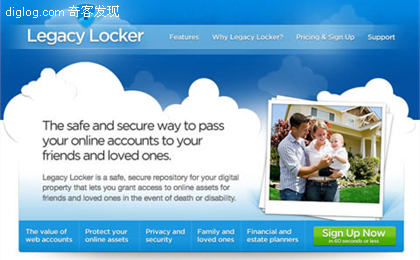 diglog.com 奇客发现
Legacy Locker
Features Why Legacy Locker? Pricing & Sign Up Support
The safe and secure way to pass
your online accounts to your
friends and loved ones.
Legacy Locker is a safe, secure repository for your digital
property that lets you grant access to online assets for
friends and loved ones in the event of death or disability.
The value of
web accounts
Protect your
online assets
Privacy and
security
Family and
loved ones
Financial and
estate planners
Sign Up Now
in 60 seconds or less.